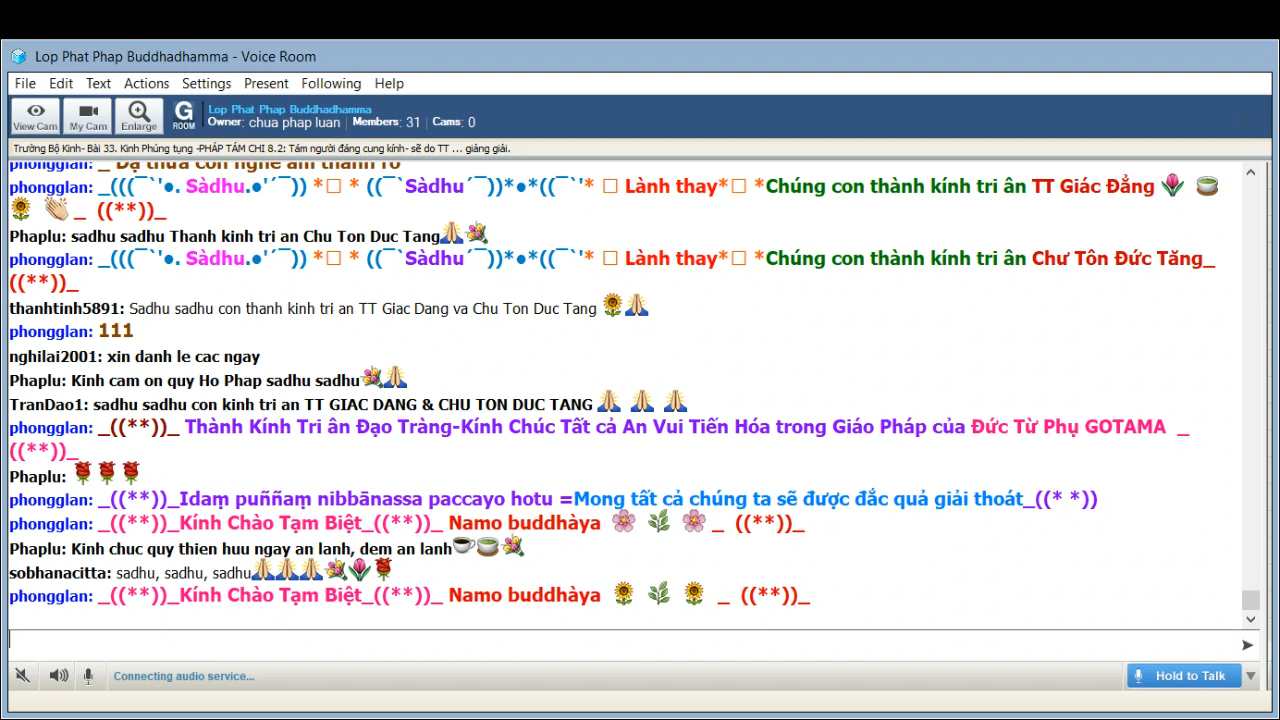 Lop Phat Phap Buddhadhamma - Voice Room
File Edit Text Actions Settings Present Following Help
View Cam My Cam Enlarge G ROOM
Lop Phat Phap Buddhadhamma
Owner: chua phap luan | Members: 31 | Cams: 0
Trường Bộ Kinh- Bài 33. Kinh Phúng tụng -PHÁP TÁM CHI 8.2: Tám người đáng cung kính- sẽ do TT ... giảng giải.
phongglan: _ Dạ thưa con nghe âm thanh rõ
phongglan: _(((¯`'●. Sàdhu.●'´¯)) *□ * ((¯`Sàdhu´¯))*●*((¯`'* □ Lành thay*□ *Chúng con thành kính tri ân TT Giác Đẳng 🌷 🍵
🌻 👏 _ ((**))_
Phaplu: sadhu sadhu Thanh kinh tri an Chu Ton Duc Tang🙏💐
phongglan: _(((¯`'●. Sàdhu.●'´¯)) *□ * ((¯`Sàdhu´¯))*●*((¯`'* □ Lành thay*□ *Chúng con thành kính tri ân Chư Tôn Đức Tăng_
((**))_
thanhtinh5891: Sadhu sadhu con thanh kinh tri an TT Giac Dang va Chu Ton Duc Tang 🌻🙏
phongglan: 111
nghilai2001: xin danh le cac ngay
Phaplu: Kinh cam on quy Ho Phap sadhu sadhu💐🙏
TranDao1: sadhu sadhu con kinh tri an TT GIAC DANG & CHU TON DUC TANG 🙏 🙏 🙏
phongglan: _((**))_ Thành Kính Tri ân Đạo Tràng-Kính Chúc Tất cả An Vui Tiến Hóa trong Giáo Pháp của Đức Từ Phụ GOTAMA _
((**))_
Phaplu: 🌹🌹🌹
phongglan: _((**))_Idaṃ puññaṃ nibbānassa paccayo hotu =Mong tất cả chúng ta sẽ được đắc quả giải thoát_((* *))
phongglan: _((**))_Kính Chào Tạm Biệt_((**))_ Namo buddhàya 🌸 🌿 🌸 _ ((**))_
Phaplu: Kinh chuc quy thien huu ngay an lanh, dem an lanh☕🍵💐
sobhanacitta: sadhu, sadhu, sadhu🙏🙏🙏💐🌷🌹
phongglan: _((**))_Kính Chào Tạm Biệt_((**))_ Namo buddhàya 🌻 🌿 🌻 _ ((**))_
Connecting audio service...
Hold to Talk